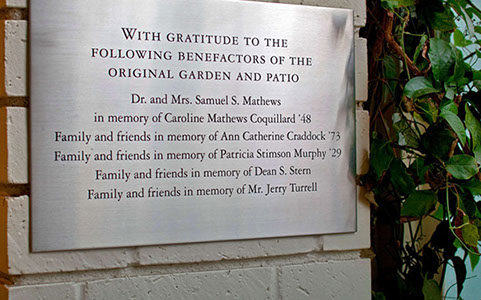 WITH GRATITUDE TO THE
FOLLOWING BENEFACTORS OF THE
ORIGINAL GARDEN AND PATIO
Dr. and Mrs. Samuel S. Mathews
in memory of Caroline Mathews Coquillard '48
Family and friends in memory of Ann Catherine Craddock '73
Family and friends in memory of Patricia Stimson Murphy '29
Family and friends in memory of Dean S. Stern
Family and friends in memory of Mr. Jerry Turrell